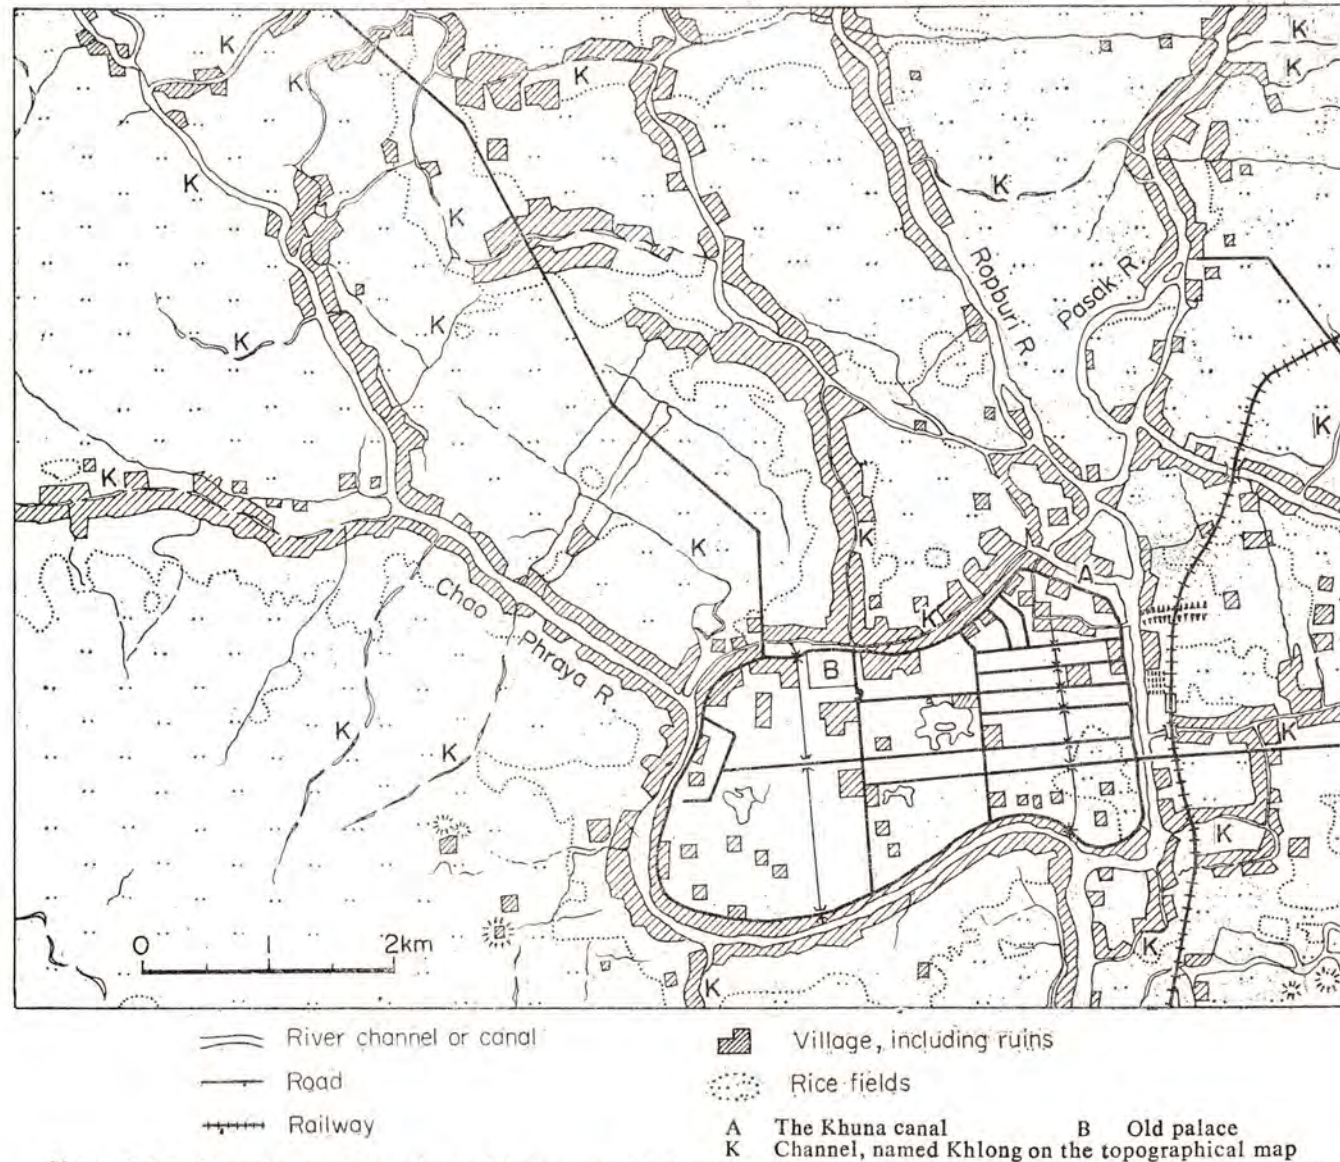 K
K
K
K
K
K
K
K
K
Ropburi R.
Pasak R.
K
K
K
K
K
K
A
K
Chao
Phraya R
B
K
K
K
K
0 1 2km
K
K
River channel or canal
Road
Railway
Village, including ruins
Rice fields
A The Khuna canal B Old palace
K Channel, named Khlong on the topographical map